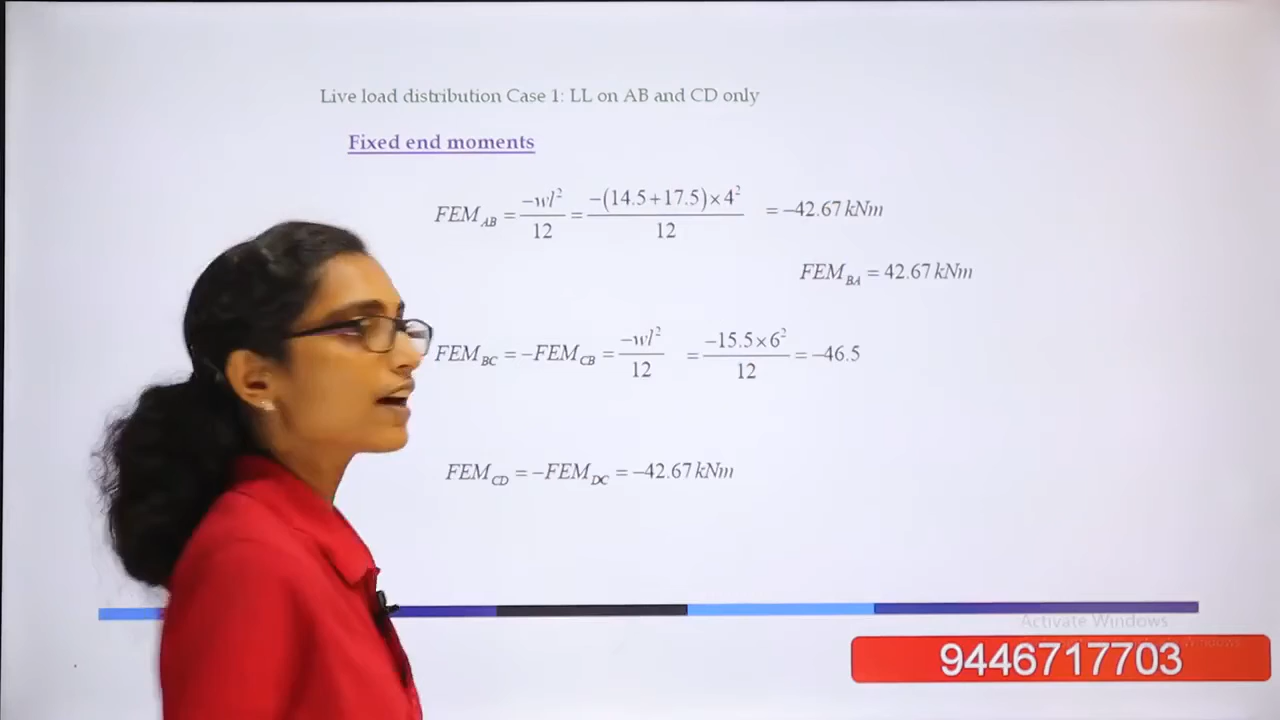 Live load distribution Case 1: LL on AB and CD only
Fixed end moments
FEM_AB = -wl²/12 = -(14.5+17.5)×4²/12 = -42.67 kNm
FEM_BA = 42.67 kNm
FEM_BC = -FEM_CB = -wl²/12 = -15.5×6²/12 = -46.5
FEM_CD = -FEM_DC = -42.67 kNm
Activate Windows
9446717703